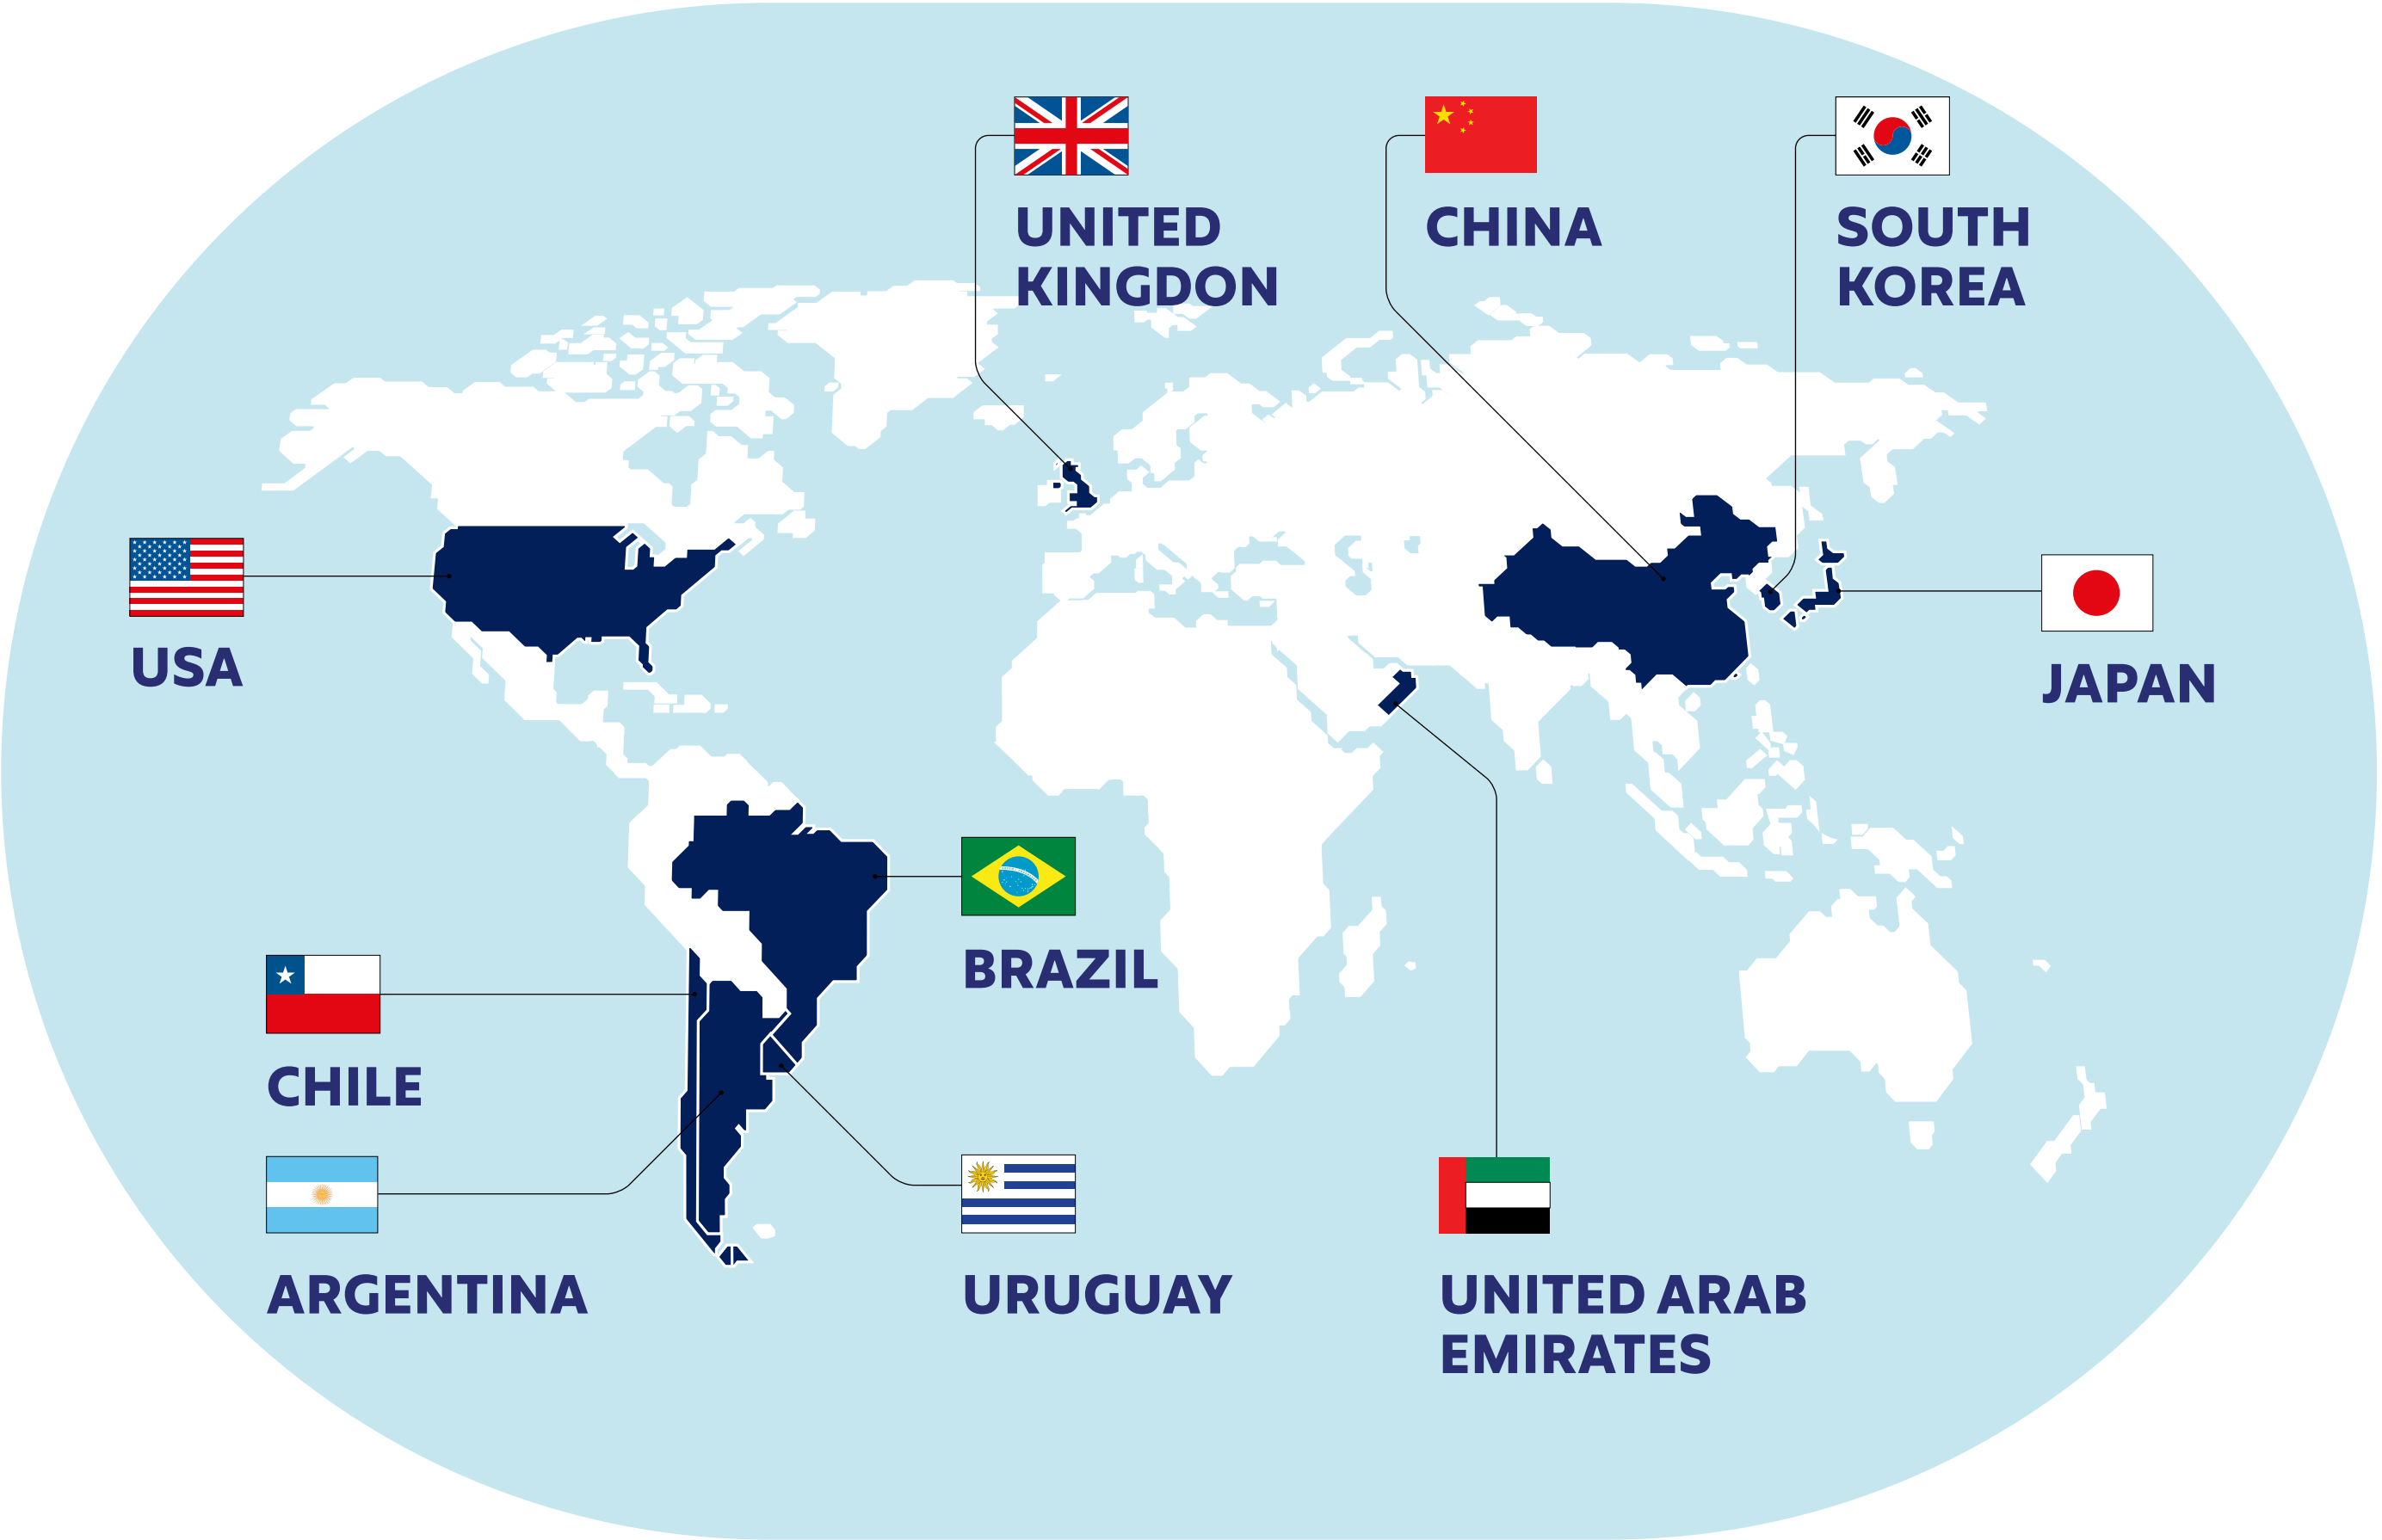 UNITED
KINGDON
CHINA
SOUTH
KOREA
USA
JAPAN
BRAZIL
CHILE
ARGENTINA
URUGUAY
UNITED ARAB
EMIRATES